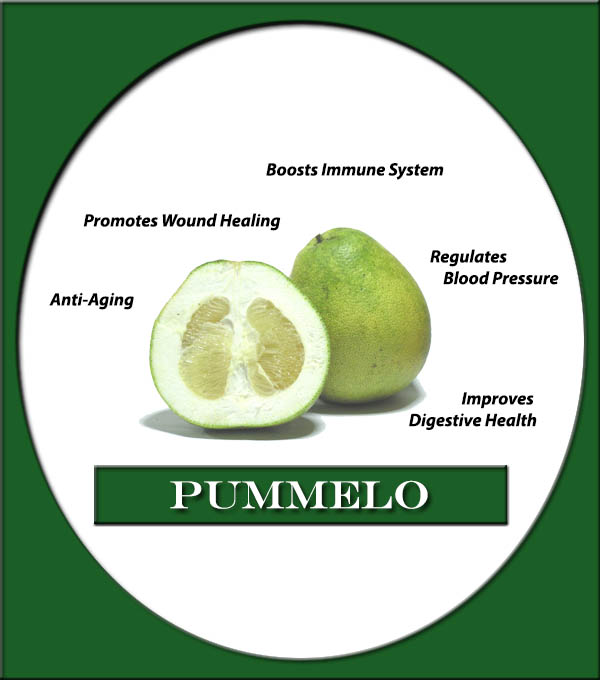 Boosts Immune System
Promotes Wound Healing
Regulates
Blood Pressure
Anti-Aging
Improves
Digestive Health
PUMMELO